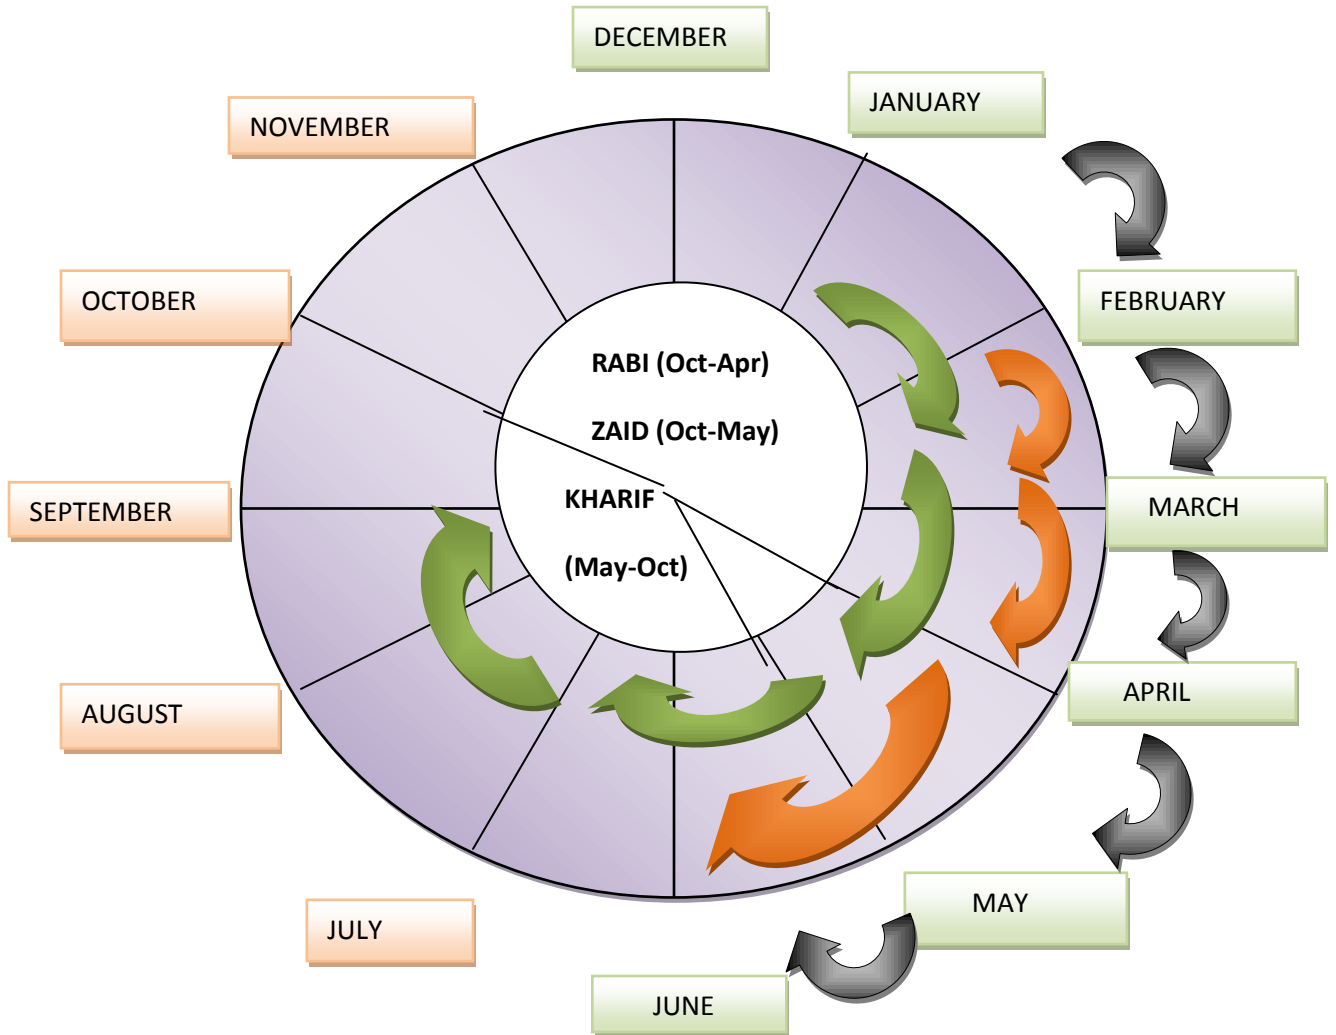 DECEMBER
JANUARY
NOVEMBER
OCTOBER
FEBRUARY
RABI (Oct-Apr)
ZAID (Oct-May)
KHARIF
(May-Oct)
SEPTEMBER
MARCH
AUGUST
APRIL
MAY
JULY
JUNE